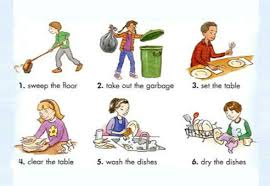 1. sweep the floor
2. take out the garbage
3. set the table
4. clear the table
5. wash the dishes
6. dry the dishes